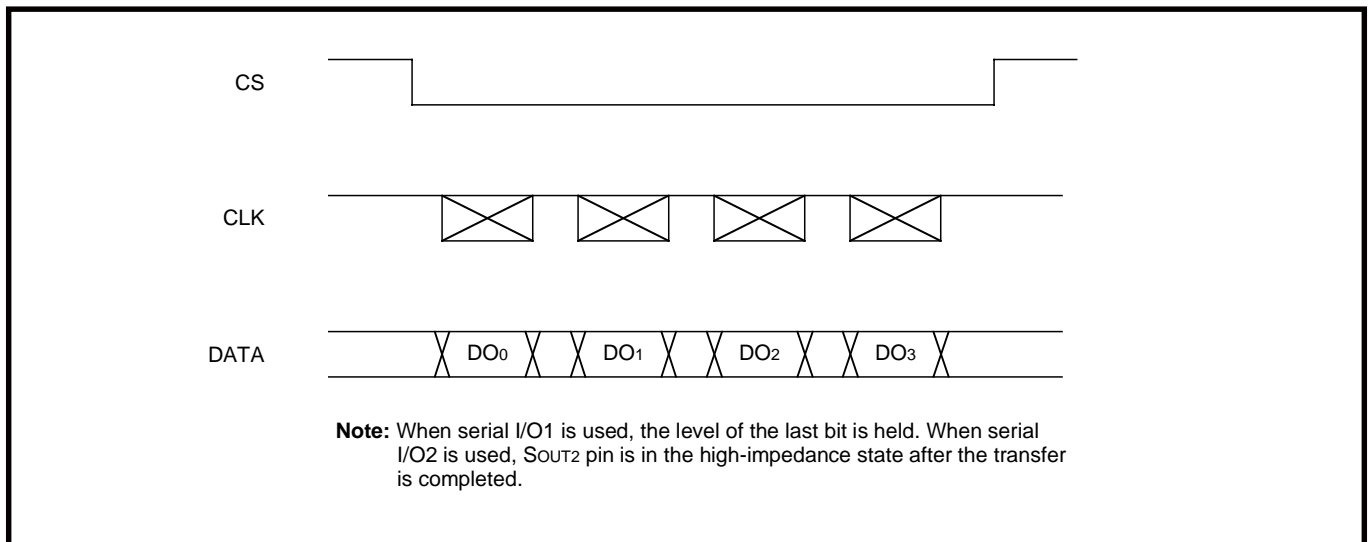 CS
CLK
DATA
DO0 DO1 DO2 DO3
Note: When serial I/O1 is used, the level of the last bit is held. When serial
I/O2 is used, SOUT2 pin is in the high-impedance state after the transfer
is completed.